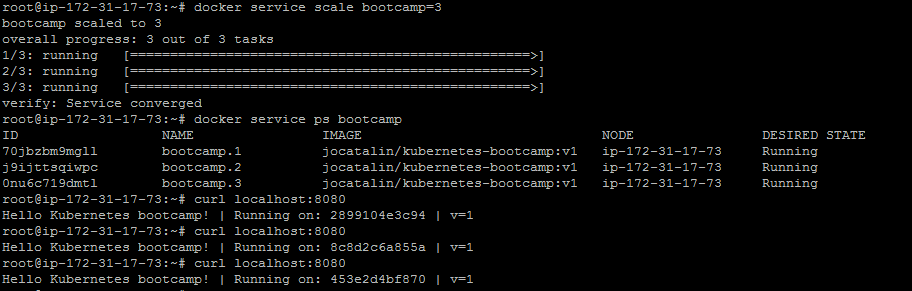 root@ip-172-31-17-73:~# docker service scale bootcamp=3
bootcamp scaled to 3
overall progress: 3 out of 3 tasks
1/3: running   [==================================================>]
2/3: running   [==================================================>]
3/3: running   [==================================================>]
verify: Service converged
root@ip-172-31-17-73:~# docker service ps bootcamp
ID                  NAME                IMAGE                              NODE                DESIRED STATE
70jbzbm9mgll        bootcamp.1          jocatalin/kubernetes-bootcamp:v1   ip-172-31-17-73     Running
j9ijttsqiwpc        bootcamp.2          jocatalin/kubernetes-bootcamp:v1   ip-172-31-17-73     Running
0nu6c719dmtl        bootcamp.3          jocatalin/kubernetes-bootcamp:v1   ip-172-31-17-73     Running
root@ip-172-31-17-73:~# curl localhost:8080
Hello Kubernetes bootcamp! | Running on: 2899104e3c94 | v=1
root@ip-172-31-17-73:~# curl localhost:8080
Hello Kubernetes bootcamp! | Running on: 8c8d2c6a855a | v=1
root@ip-172-31-17-73:~# curl localhost:8080
Hello Kubernetes bootcamp! | Running on: 453e2d4bf870 | v=1